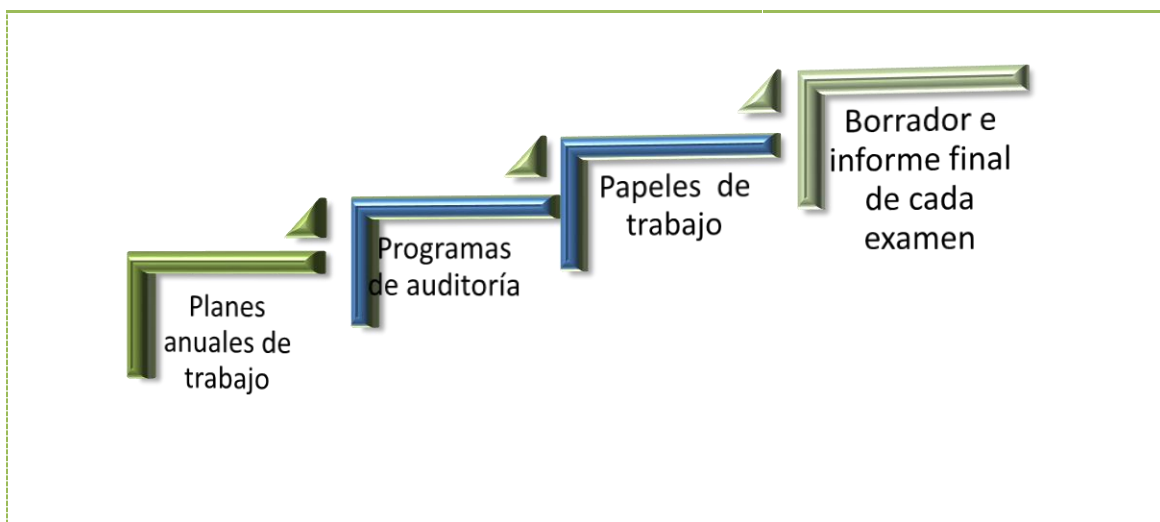 Planes
anuales de
trabajo
Programas
de auditoría
Papeles de
trabajo
Borrador e
informe final
de cada
examen